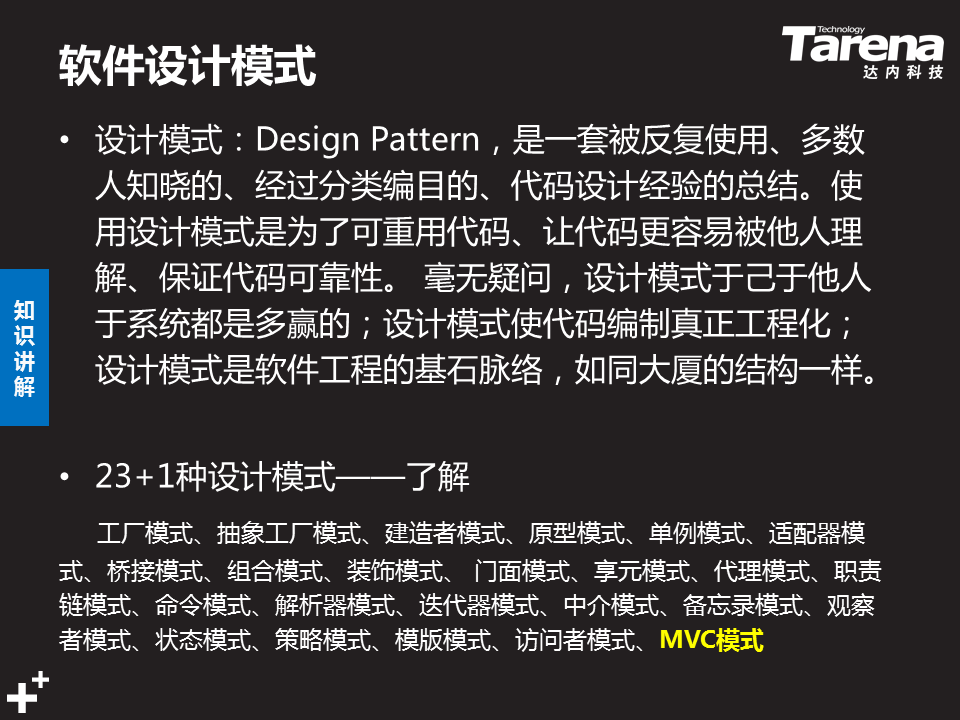 软件设计模式
Technology
Tarena
达内科技
• 设计模式：Design Pattern，是一套被反复使用、多数
人知晓的、经过分类编目的、代码设计经验的总结。使
用设计模式是为了可重用代码、让代码更容易被他人理
解、保证代码可靠性。 毫无疑问，设计模式于己于他人
于系统都是多赢的；设计模式使代码编制真正工程化；
设计模式是软件工程的基石脉络，如同大厦的结构一样。
知
识
讲
解
• 23+1种设计模式——了解
工厂模式、抽象工厂模式、建造者模式、原型模式、单例模式、适配器模
式、桥接模式、组合模式、装饰模式、 门面模式、享元模式、代理模式、职责
链模式、命令模式、解析器模式、迭代器模式、中介模式、备忘录模式、观察
者模式、状态模式、策略模式、模版模式、访问者模式、MVC模式